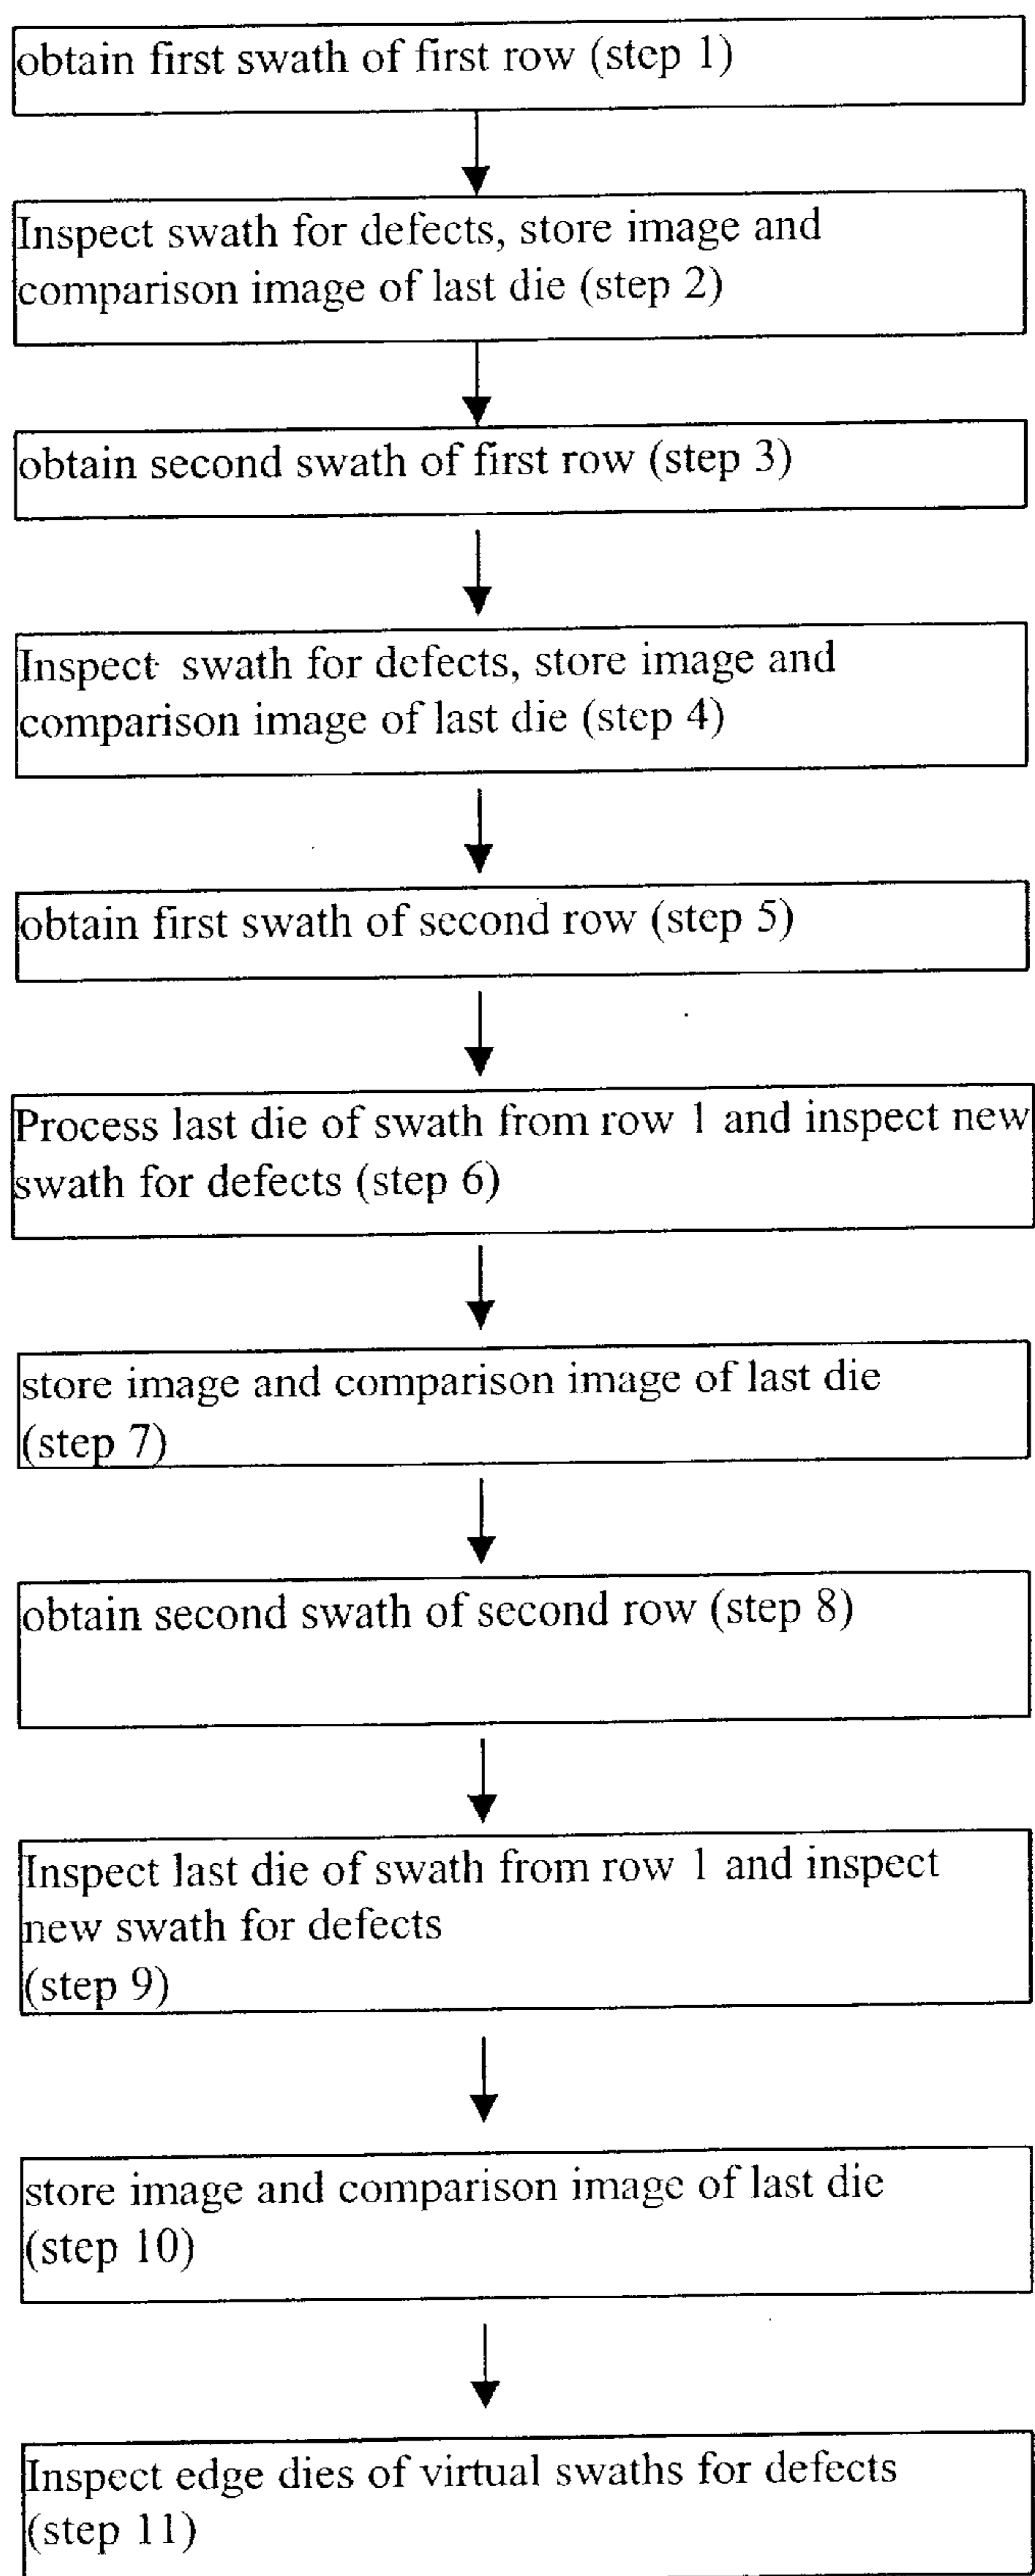 obtain first swath of first row (step 1)
Inspect swath for defects, store image and
comparison image of last die (step 2)
obtain second swath of first row (step 3)
Inspect swath for defects, store image and
comparison image of last die (step 4)
obtain first swath of second row (step 5)
Process last die of swath from row 1 and inspect new
swath for defects (step 6)
store image and comparison image of last die
(step 7)
obtain second swath of second row (step 8)
Inspect last die of swath from row 1 and inspect
new swath for defects
(step 9)
store image and comparison image of last die
(step 10)
Inspect edge dies of virtual swaths for defects
(step 11)